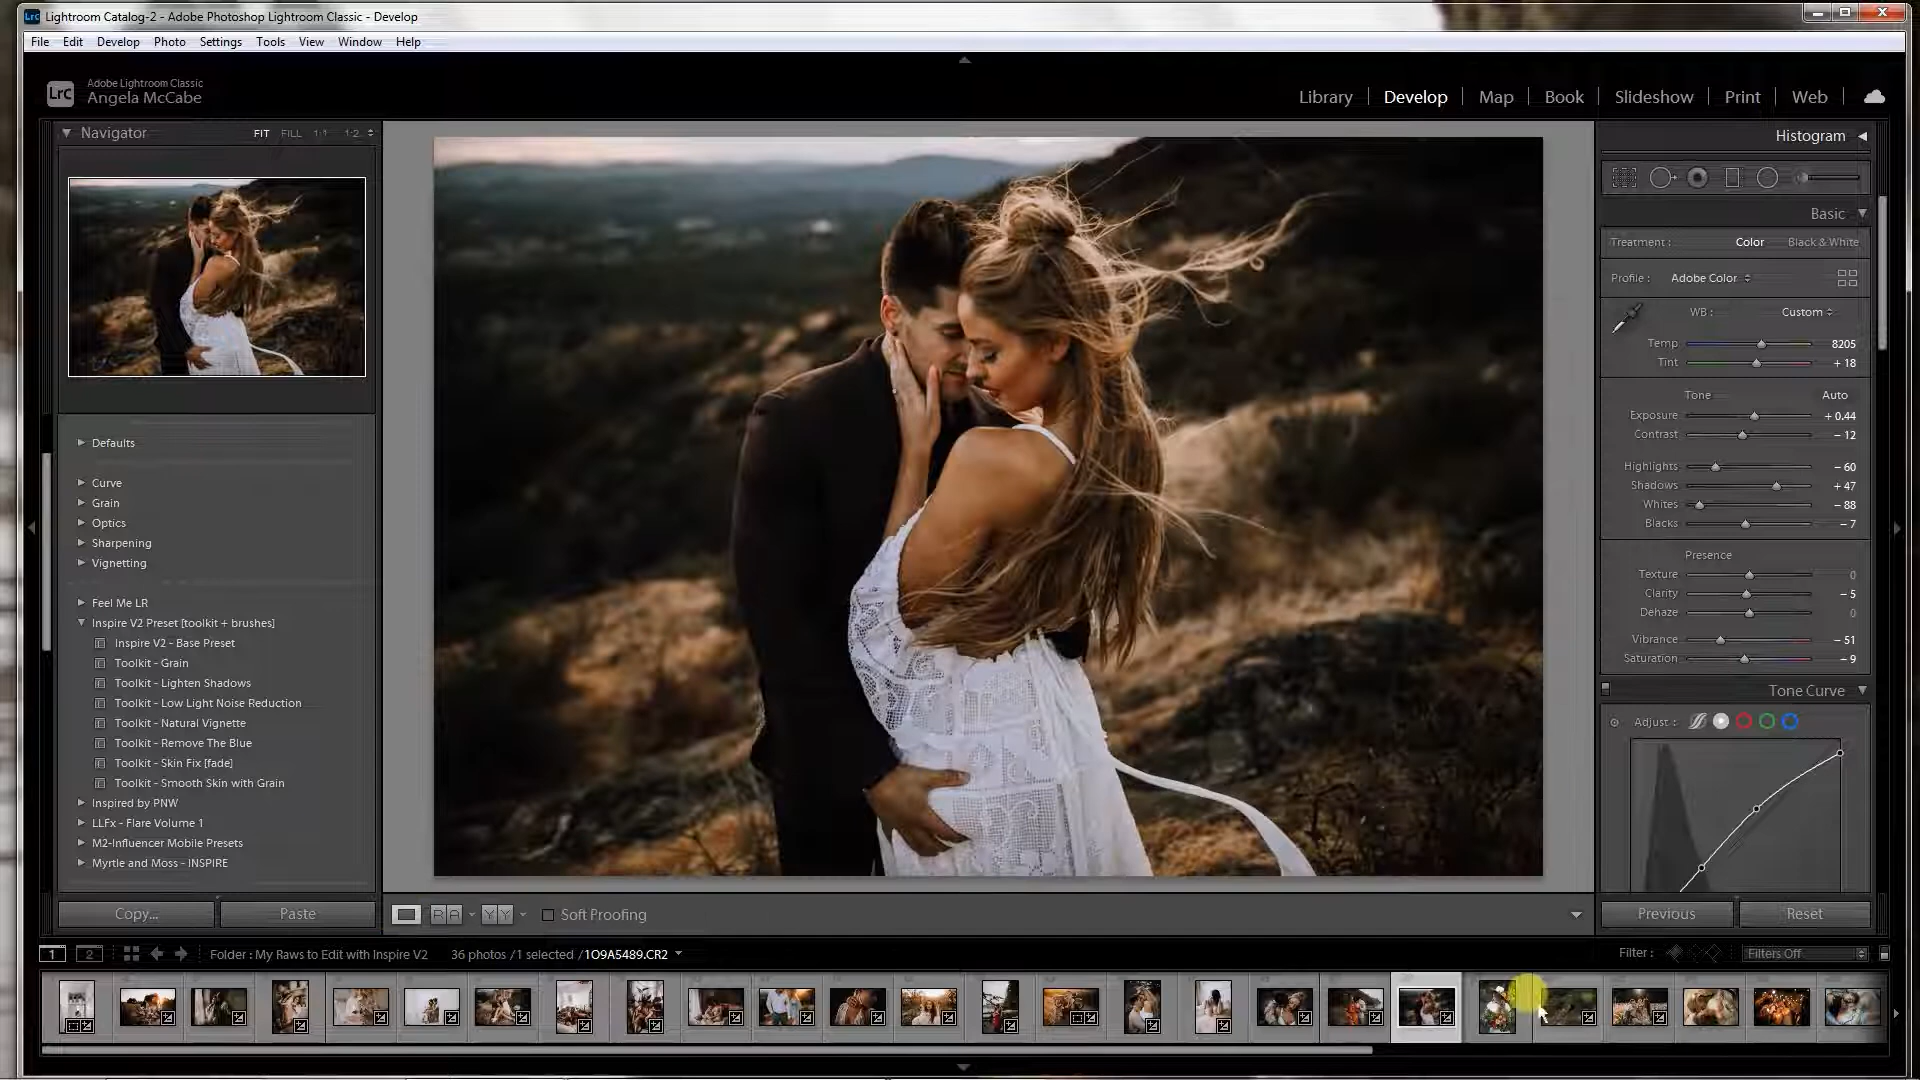 Lightroom Catalog-2 - Adobe Photoshop Lightroom Classic - Develop
File Edit Develop Photo Settings Tools View Window Help
Lrc
Adobe Lightroom Classic
Angela McCabe
Library | Develop | Map | Book | Slideshow | Print | Web |
Navigator FIT FILL 1:1 1:2
Defaults
Curve
Grain
Optics
Sharpening
Vignetting
Feel Me LR
Inspire V2 Preset [toolkit + brushes]
Inspire V2 - Base Preset
Toolkit - Grain
Toolkit - Lighten Shadows
Toolkit - Low Light Noise Reduction
Toolkit - Natural Vignette
Toolkit - Remove The Blue
Toolkit - Skin Fix [fade]
Toolkit - Smooth Skin with Grain
Inspired by PNW
LLFx - Flare Volume 1
M2-Influencer Mobile Presets
Myrtle and Moss - INSPIRE
Copy... Paste
Histogram
Basic
Treatment : Color Black & White
Profile : Adobe Color
WB : Custom
Temp 8205
Tint + 18
Tone Auto
Exposure + 0.44
Contrast – 12
Highlights – 60
Shadows + 47
Whites – 88
Blacks – 7
Presence
Texture 0
Clarity – 5
Dehaze 0
Vibrance – 51
Saturation – 9
Tone Curve
Adjust :
Previous Reset
R A Y Y Soft Proofing
1 2 Folder : My Raws to Edit with Inspire V2 36 photos / 1 selected / 1O9A5489.CR2 Filter : Filters Off